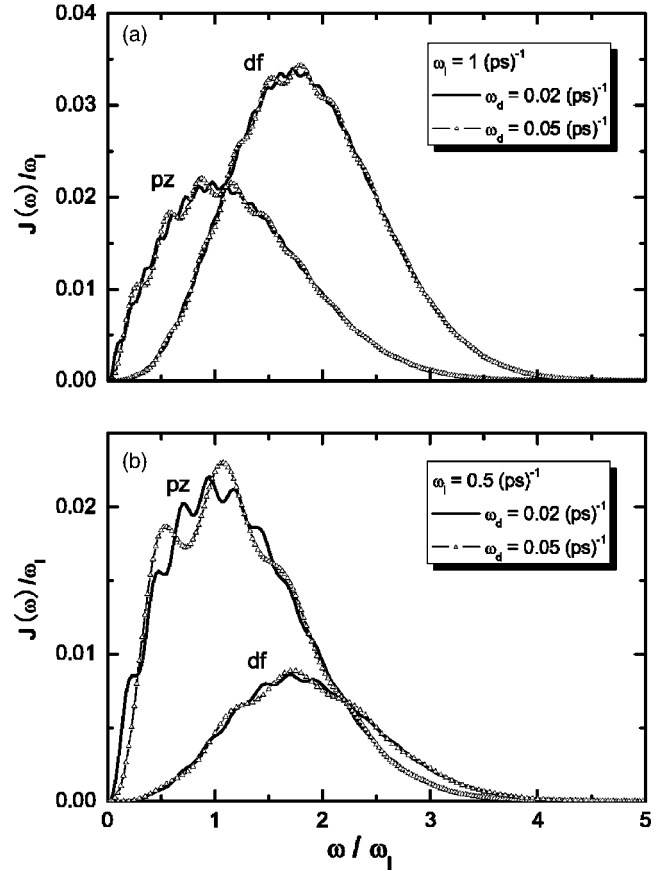 (a)
0.04
0.03
0.02
0.01
0.00
J(ω)/ω_l
df
pz
ω_l = 1 (ps)⁻¹
ω_d = 0.02 (ps)⁻¹
ω_d = 0.05 (ps)⁻¹
(b)
0.02
0.01
0.00
J(ω)/ω_l
pz
df
ω_l = 0.5 (ps)⁻¹
ω_d = 0.02 (ps)⁻¹
ω_d = 0.05 (ps)⁻¹
0 1 2 3 4 5
ω / ω_l